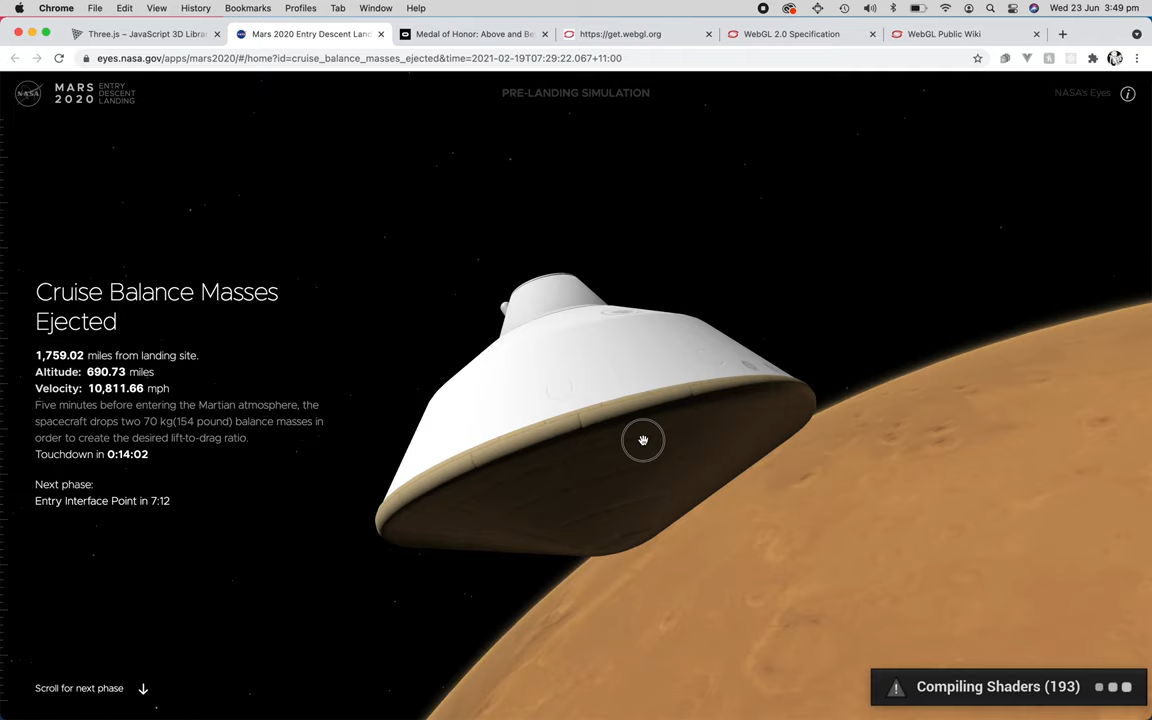 Chrome File Edit View History Bookmarks Profiles Tab Window Help Wed 23 Jun 3:49 pm
Three.js – JavaScript 3D Librar Mars 2020 Entry Descent Land Medal of Honor: Above and Be https://get.webgl.org WebGL 2.0 Specification WebGL Public Wiki
eyes.nasa.gov/apps/mars2020/#/home?id=cruise_balance_masses_ejected&time=2021-02-19T07:29:22.067+11:00
NASA MARS 2020 ENTRY DESCENT LANDING PRE-LANDING SIMULATION NASA's Eyes
Cruise Balance Masses
Ejected
1,759.02 miles from landing site.
Altitude: 690.73 miles
Velocity: 10,811.66 mph
Five minutes before entering the Martian atmosphere, the
spacecraft drops two 70 kg(154 pound) balance masses in
order to create the desired lift-to-drag ratio.
Touchdown in 0:14:02
Next phase:
Entry Interface Point in 7:12
Scroll for next phase
Compiling Shaders (193)